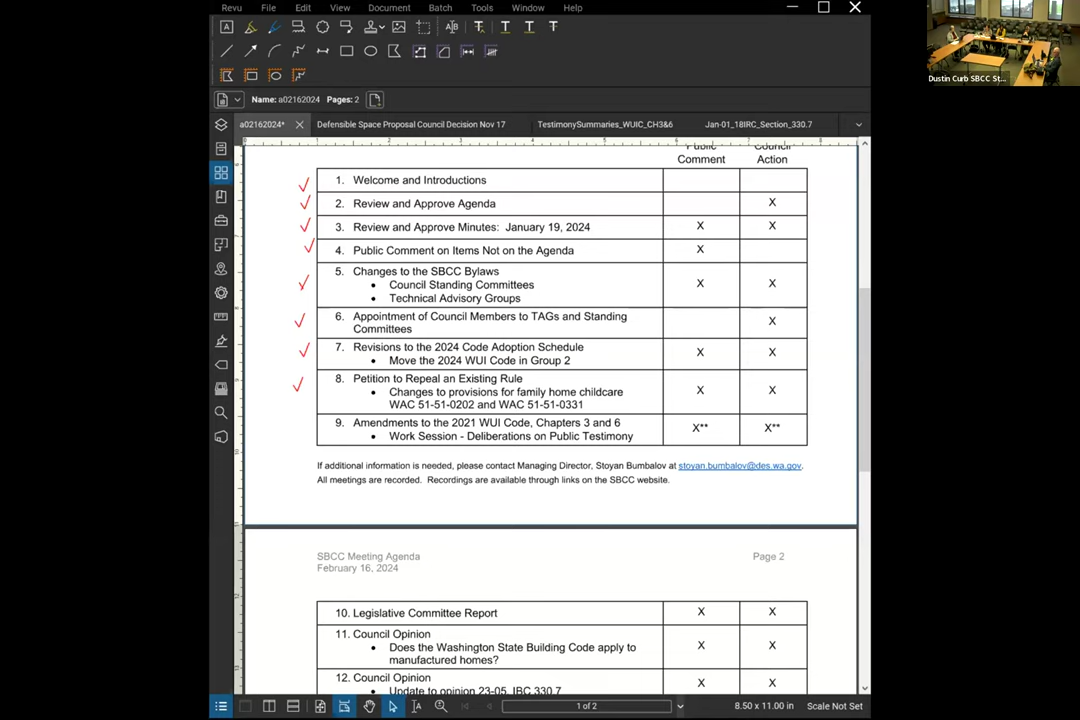 Revu File Edit View Document Batch Tools Window Help
Name: a02162024 Pages: 2
a02162024* Defensible Space Proposal Council Decision Nov 17 TestimonySummaries_WUIC_CH3&6 Jan-01_18IRC_Section_330.7
Public Council
Comment Action
1. Welcome and Introductions
2. Review and Approve Agenda X
3. Review and Approve Minutes: January 19, 2024 X X
4. Public Comment on Items Not on the Agenda X
5. Changes to the SBCC Bylaws
• Council Standing Committees X X
• Technical Advisory Groups
6. Appointment of Council Members to TAGs and Standing
Committees X
7. Revisions to the 2024 Code Adoption Schedule
• Move the 2024 WUI Code in Group 2 X X
8. Petition to Repeal an Existing Rule
• Changes to provisions for family home childcare X X
WAC 51-51-0202 and WAC 51-51-0331
9. Amendments to the 2021 WUI Code, Chapters 3 and 6
• Work Session - Deliberations on Public Testimony X** X**
If additional information is needed, please contact Managing Director, Stoyan Bumbalov at stoyan.bumbalov@des.wa.gov.
All meetings are recorded. Recordings are available through links on the SBCC website.
SBCC Meeting Agenda Page 2
February 16, 2024
10. Legislative Committee Report X X
11. Council Opinion
• Does the Washington State Building Code apply to X X
manufactured homes?
12. Council Opinion X X
• Update to opinion 23-05, IBC 330.7
1 of 2 8.50 x 11.00 in Scale Not Set
Dustin Curb SBCC St...